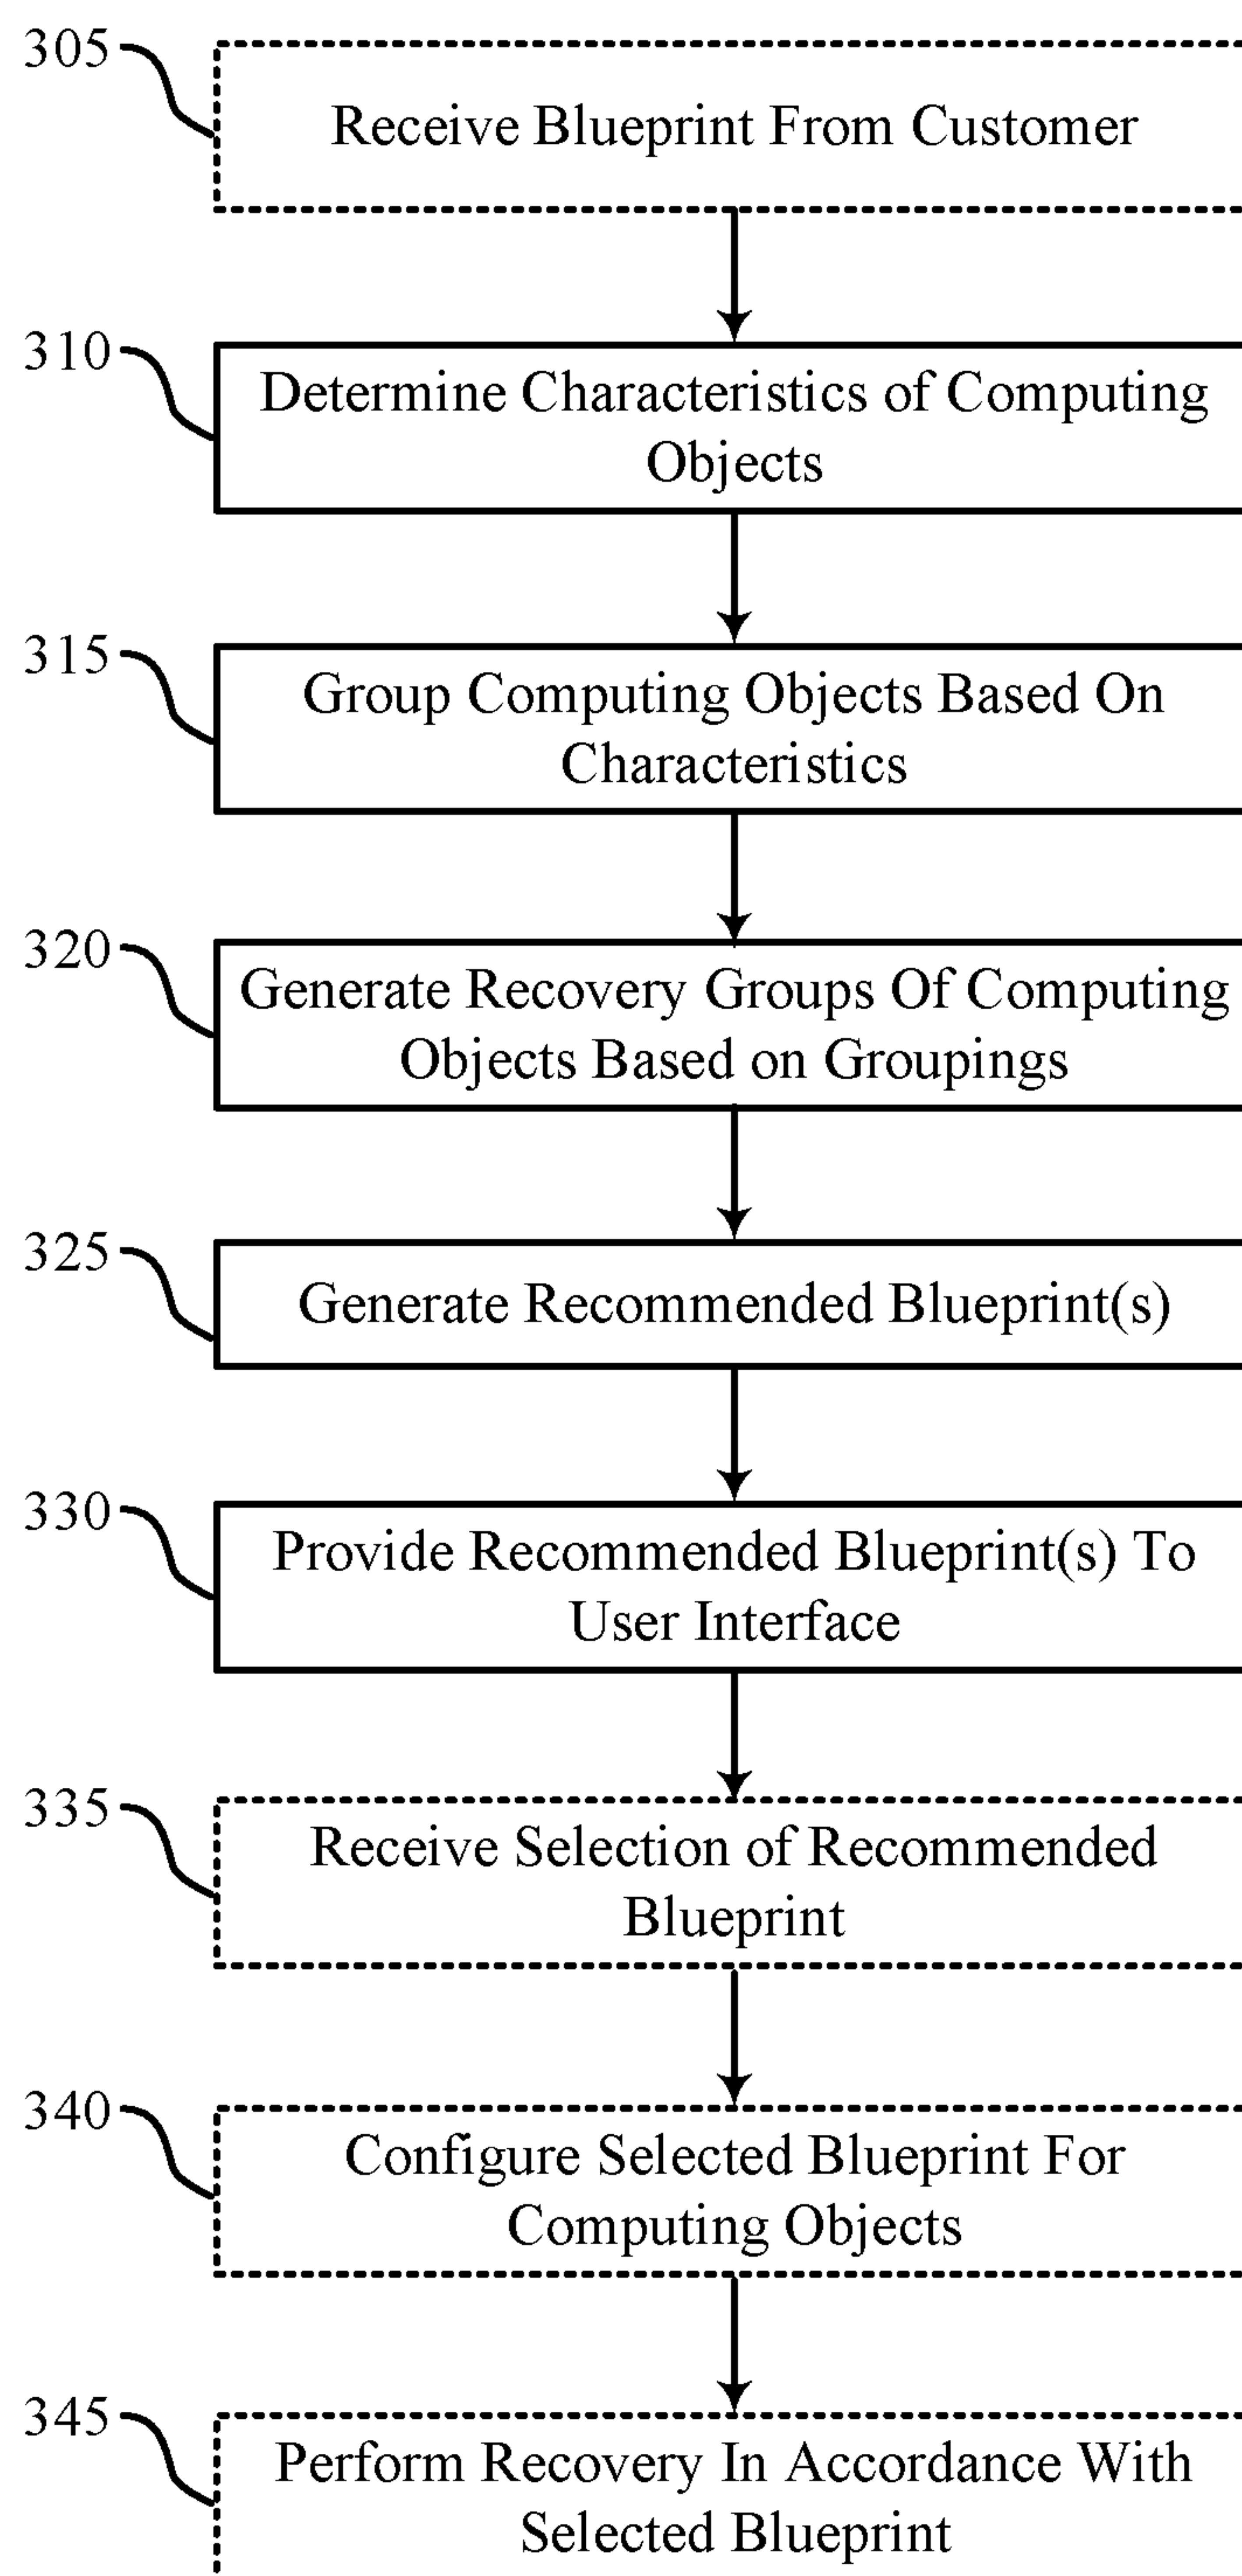 305
Receive Blueprint From Customer
310
Determine Characteristics of Computing
Objects
315
Group Computing Objects Based On
Characteristics
320
Generate Recovery Groups Of Computing
Objects Based on Groupings
325
Generate Recommended Blueprint(s)
330
Provide Recommended Blueprint(s) To
User Interface
335
Receive Selection of Recommended
Blueprint
340
Configure Selected Blueprint For
Computing Objects
345
Perform Recovery In Accordance With
Selected Blueprint